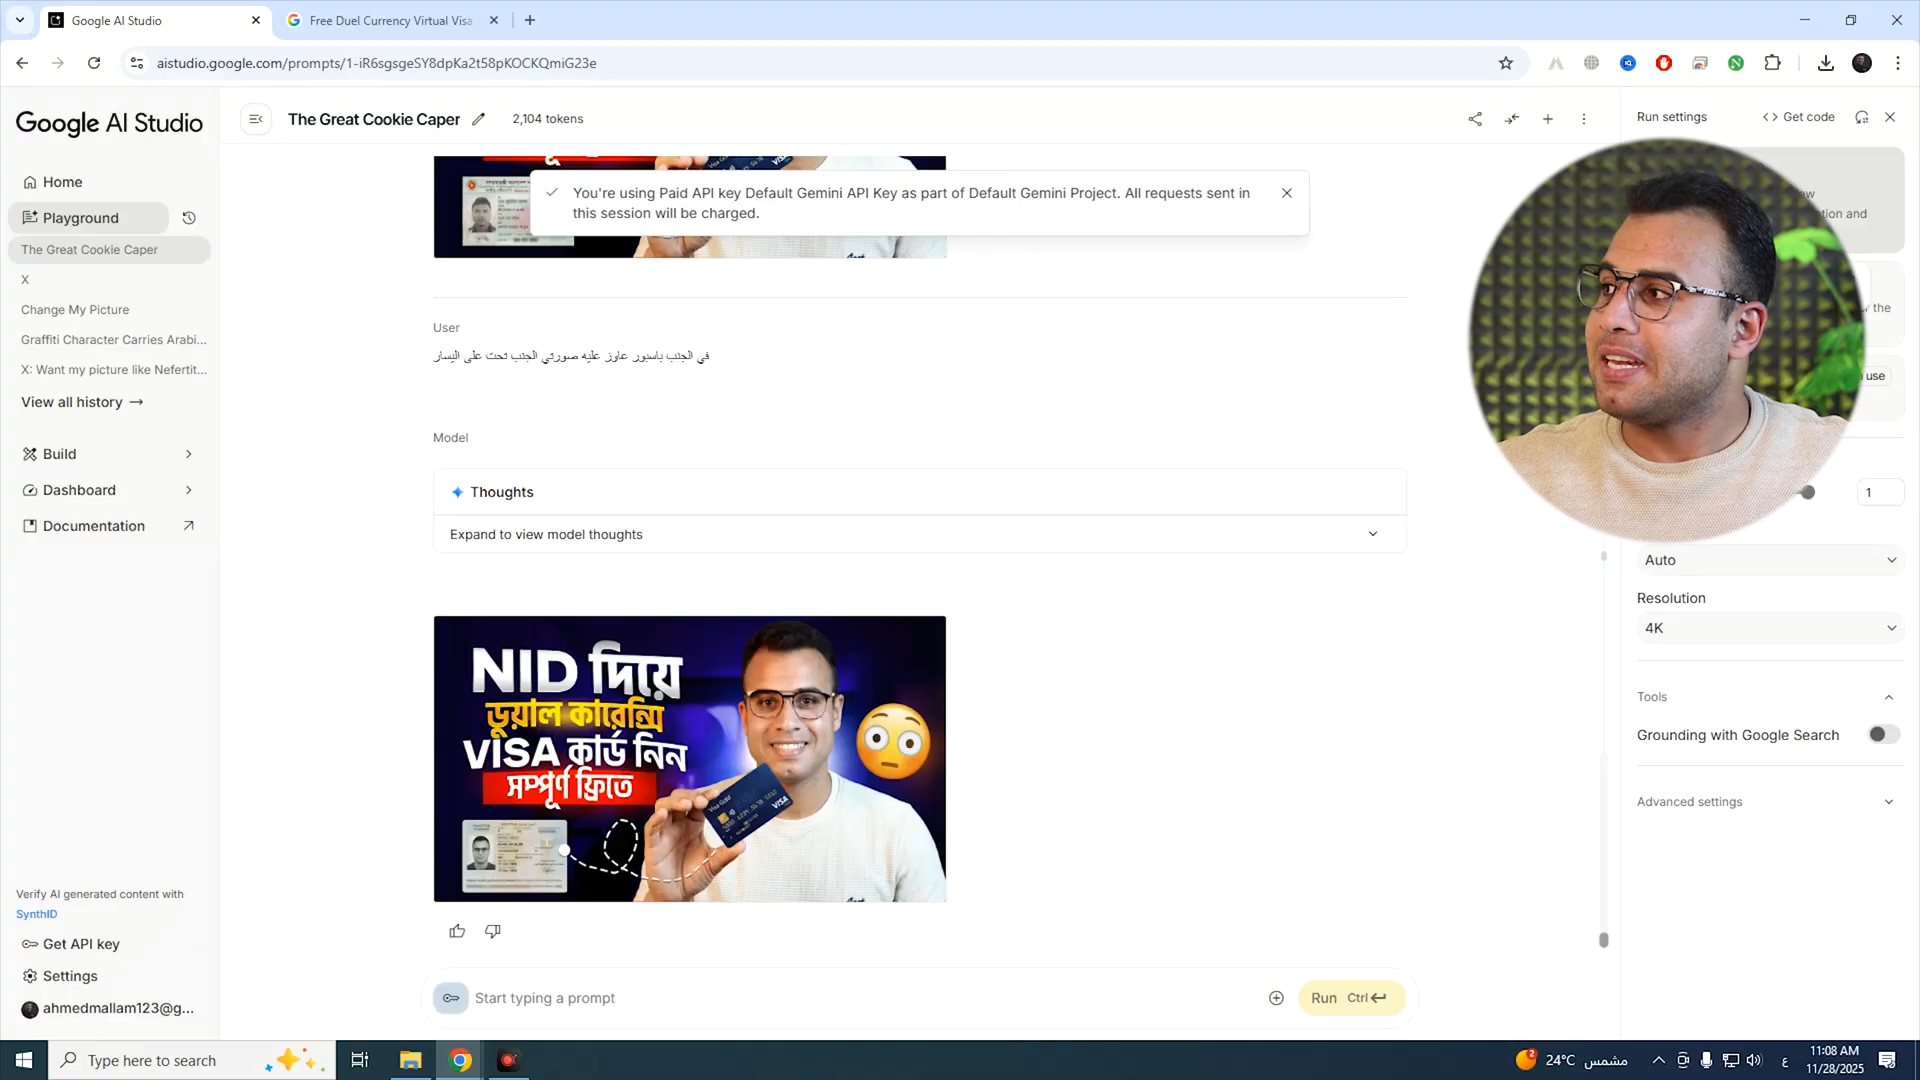 Google AI Studio
Free Duel Currency Virtual Visa
aistudio.google.com/prompts/1-iR6sgsgeSY8dpKa2t58pKOCKQmiG23e
Google AI Studio
The Great Cookie Caper
2,104 tokens
Run settings
Get code
You're using Paid API key Default Gemini API Key as part of Default Gemini Project. All requests sent in
this session will be charged.
Home
Playground
The Great Cookie Caper
X
Change My Picture
Graffiti Character Carries Arabi...
X: Want my picture like Nefertit...
View all history
Build
Dashboard
Documentation
User
في الجنب باسبور عاوز عليه صورتي الجنب تحت على اليسار
Model
Thoughts
Expand to view model thoughts
NID দিয়ে
ডুয়াল কারেন্সি
VISA কার্ড নিন
সম্পূর্ণ ফ্রিতে
Visa Gold
VISA
use
1
Auto
Resolution
4K
Tools
Grounding with Google Search
Advanced settings
Verify AI generated content with
SynthID
Get API key
Settings
ahmedmallam123@g...
Start typing a prompt
Run Ctrl
Type here to search
2
24°C مشمس
ع
11:08 AM
11/28/2025